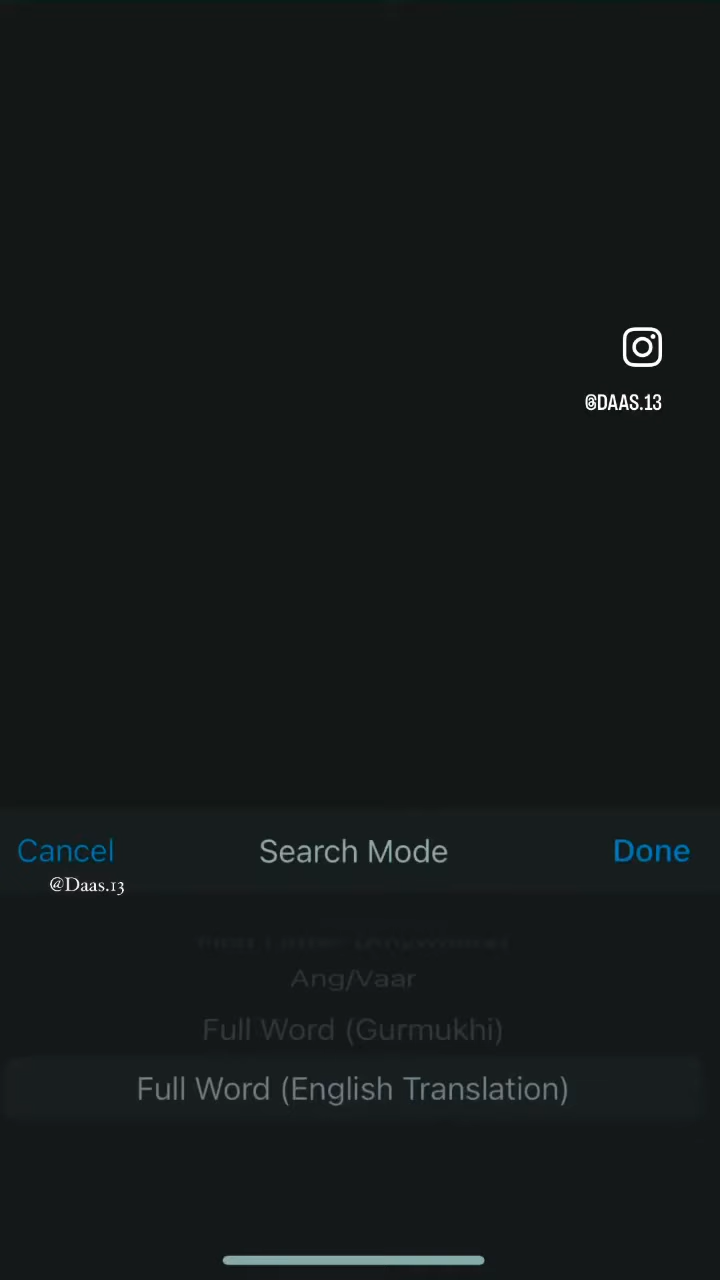 @DAAS.13
Cancel
Search Mode
Done
@Daas.13
Ang/Vaar
Full Word (Gurmukhi)
Full Word (English Translation)